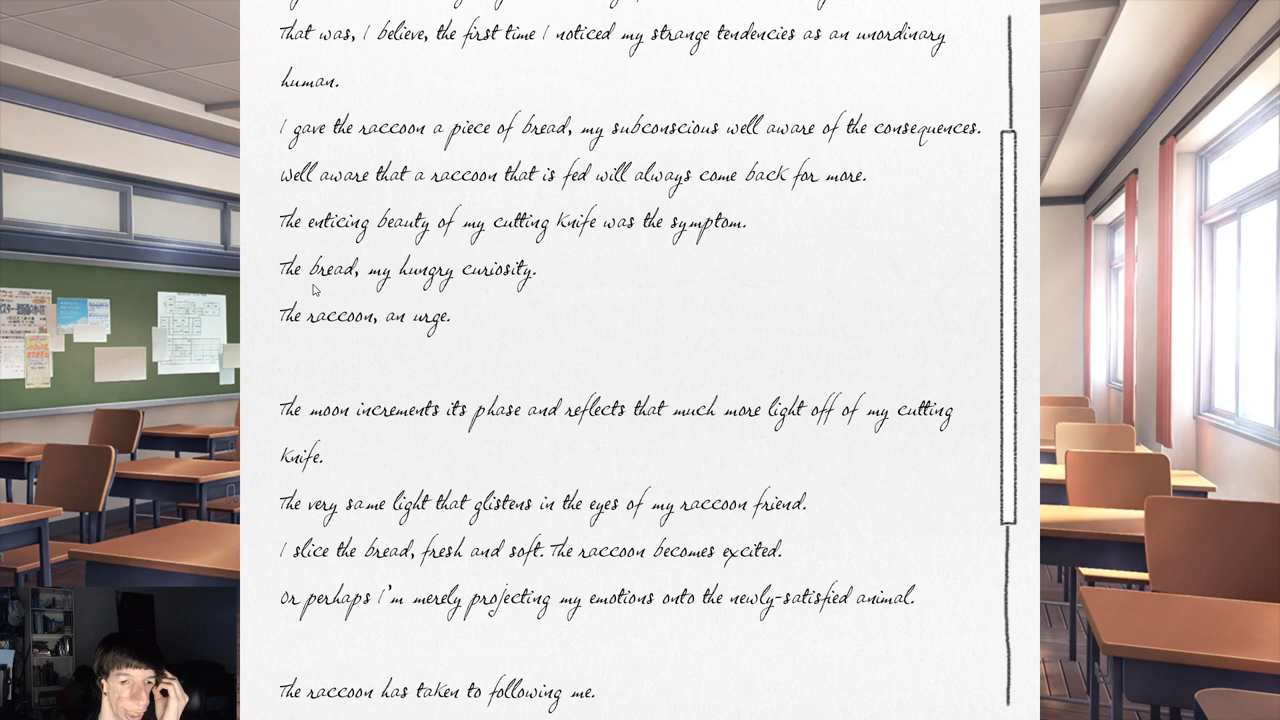 That was, I believe, the first time I noticed my strange tendencies as an unordinary
human.
I gave the raccoon a piece of bread, my subconscious well aware of the consequences.
Well aware that a raccoon that is fed will always come back for more.
The enticing beauty of my cutting knife was the symptom.
The bread, my hungry curiosity.
The raccoon, an urge.
The moon increments its phase and reflects that much more light off of my cutting
knife.
The very same light that glistens in the eyes of my raccoon friend.
I slice the bread, fresh and soft. The raccoon becomes excited.
Or perhaps I'm merely projecting my emotions onto the newly-satisfied animal.
The raccoon has taken to following me.